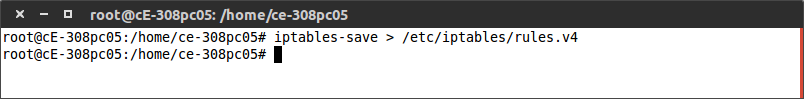 root@cE-308pc05: /home/ce-308pc05
root@cE-308pc05:/home/ce-308pc05# iptables-save > /etc/iptables/rules.v4
root@cE-308pc05:/home/ce-308pc05#